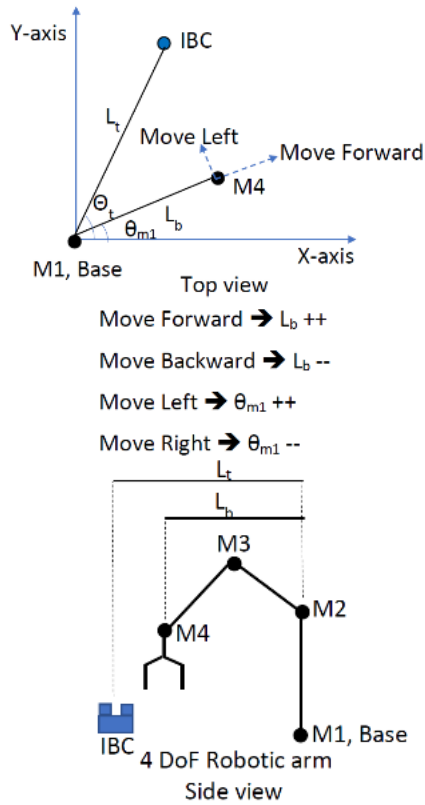 Y-axis
IBC
Lt
Move Left
Move Forward
M4
Θt
Lb
θm1
M1, Base
X-axis
Top view
Move Forward ➔ Lb ++
Move Backward ➔ Lb --
Move Left ➔ θm1 ++
Move Right ➔ θm1 --
Lt
Lb
M3
M2
M4
M1, Base
IBC
4 DoF Robotic arm
Side view